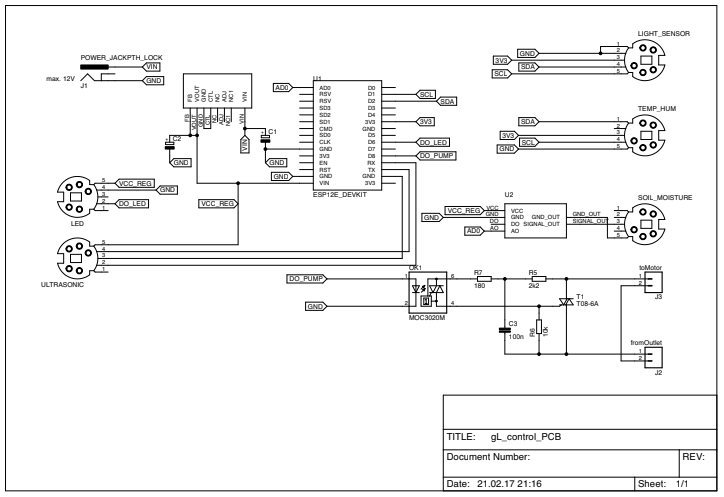 POWER_JACKPTH_LOCK
VIN
max. 12V
GND
J1
FB
VOUT
GND
CTL
NC
ADJ
NC1
VIN
FB
VOUT
GND
CTL
NC
ADJ
NC1
VIN
C2
GND
VIN
C1
GND
U1
AD0
AD0
RSV
RSV
SD3
SD2
SD1
CMD
SD0
CLK
GND
3V3
EN
RST
GND
VIN
D0
D1
D2
D3
D4
3V3
GND
D5
D6
D7
D8
RX
TX
GND
3V3
ESP12E_DEVKIT
GND
SCL
SDA
3V3
DO_LED
DO_PUMP
LIGHT_SENSOR
GND
3V3
SDA
SCL
1
2
3
4
5
TEMP_HUM
SDA
3V3
SCL
GND
1
2
3
4
5
5
4
3
2
1
VCC_REG
GND
DO_LED
LED
VCC_REG
5
4
3
2
1
ULTRASONIC
U2
VCC_REG
GND
AD0
VCC
GND
DO
AO
VCC
GND
DO
AO
GND_OUT
SIGNAL_OUT
GND_OUT
SIGNAL_OUT
SOIL_MOISTURE
1
2
3
4
5
DO_PUMP
GND
OK1
1
2
6
4
MOC3020M
R7
180
R5
2k2
C3
100n
R6
10k
T1
T08-6A
toMotor
1
2
J3
fromOutlet
1
2
J2
TITLE: gL_control_PCB
Document Number:
REV:
Date: 21.02.17 21:16
Sheet: 1/1